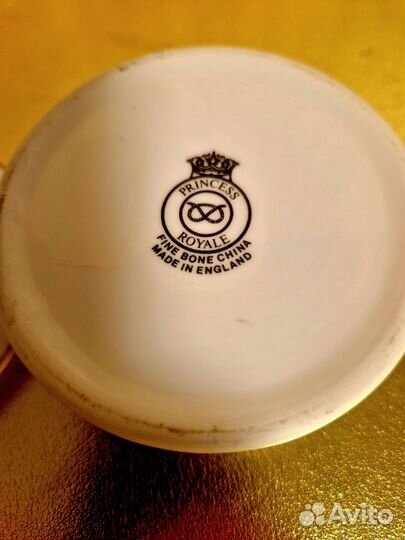 PRINCESS
ROYALE
FINE BONE CHINA
MADE IN ENGLAND
Avito